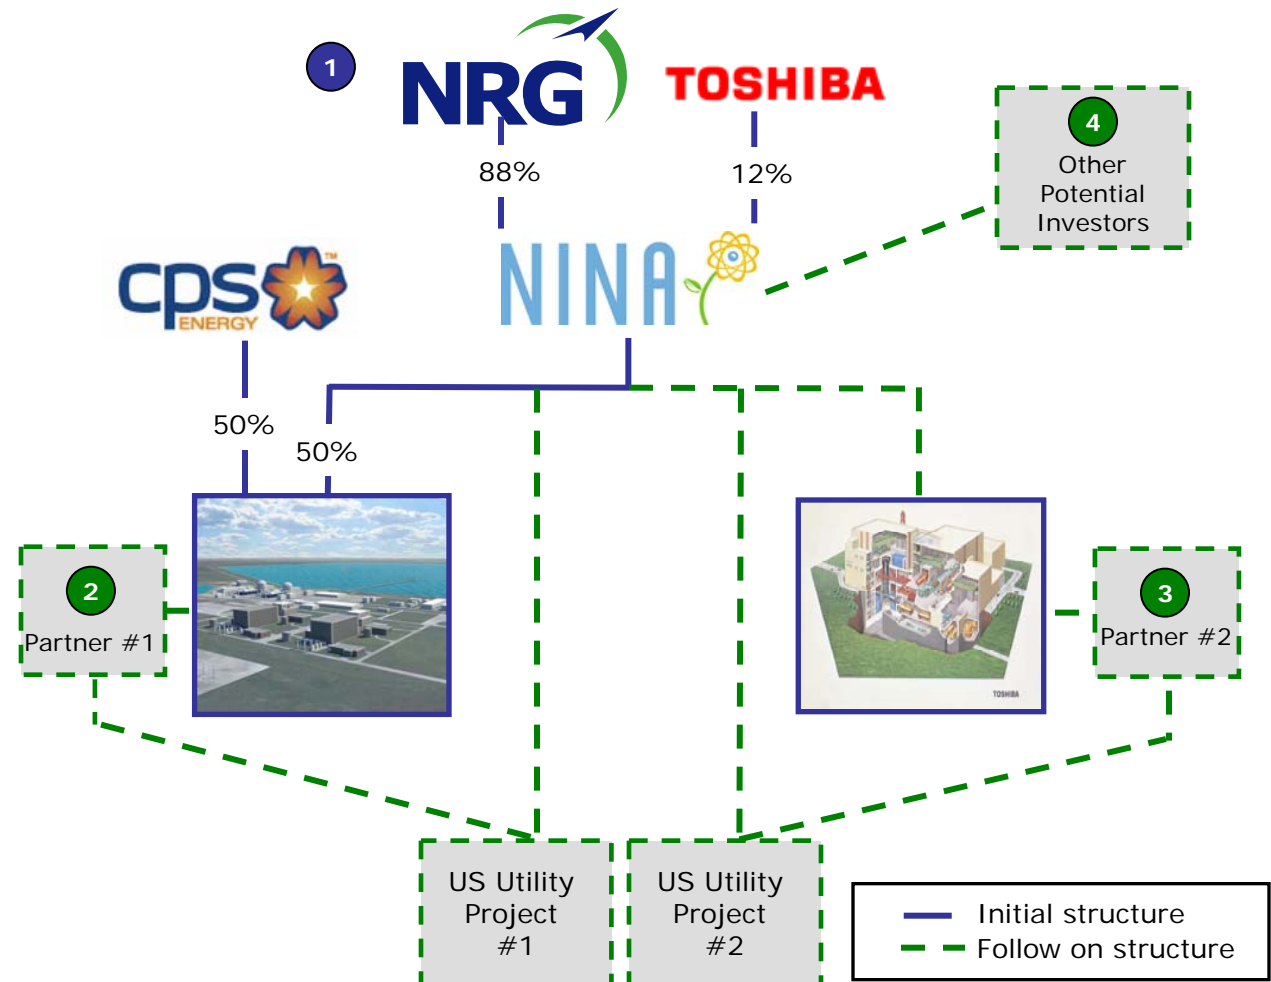 1
NRG
TOSHIBA
4
Other
Potential
Investors
88%
12%
cps
ENERGY
TM
NINA
50%
50%
2
Partner #1
TOSHIBA
3
Partner #2
US Utility
Project
#1
US Utility
Project
#2
Initial structure
Follow on structure